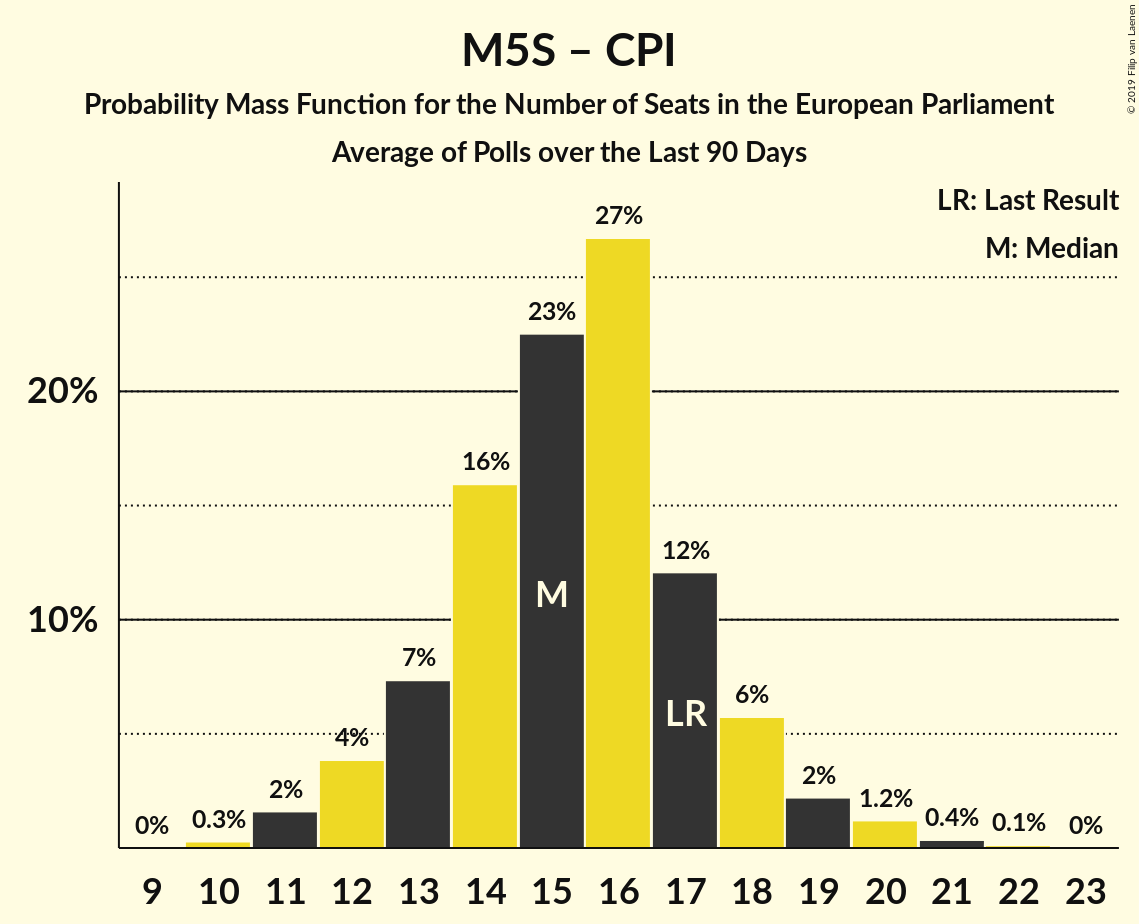 M5S – CPI
Probability Mass Function for the Number of Seats in the European Parliament
Average of Polls over the Last 90 Days
© 2019 Filip van Laenen
LR: Last Result
M: Median
20%
10%
0%
0.3%
2%
4%
7%
16%
23%
27%
12%
6%
2%
1.2%
0.4%
0.1%
0%
M
LR
9 10 11 12 13 14 15 16 17 18 19 20 21 22 23